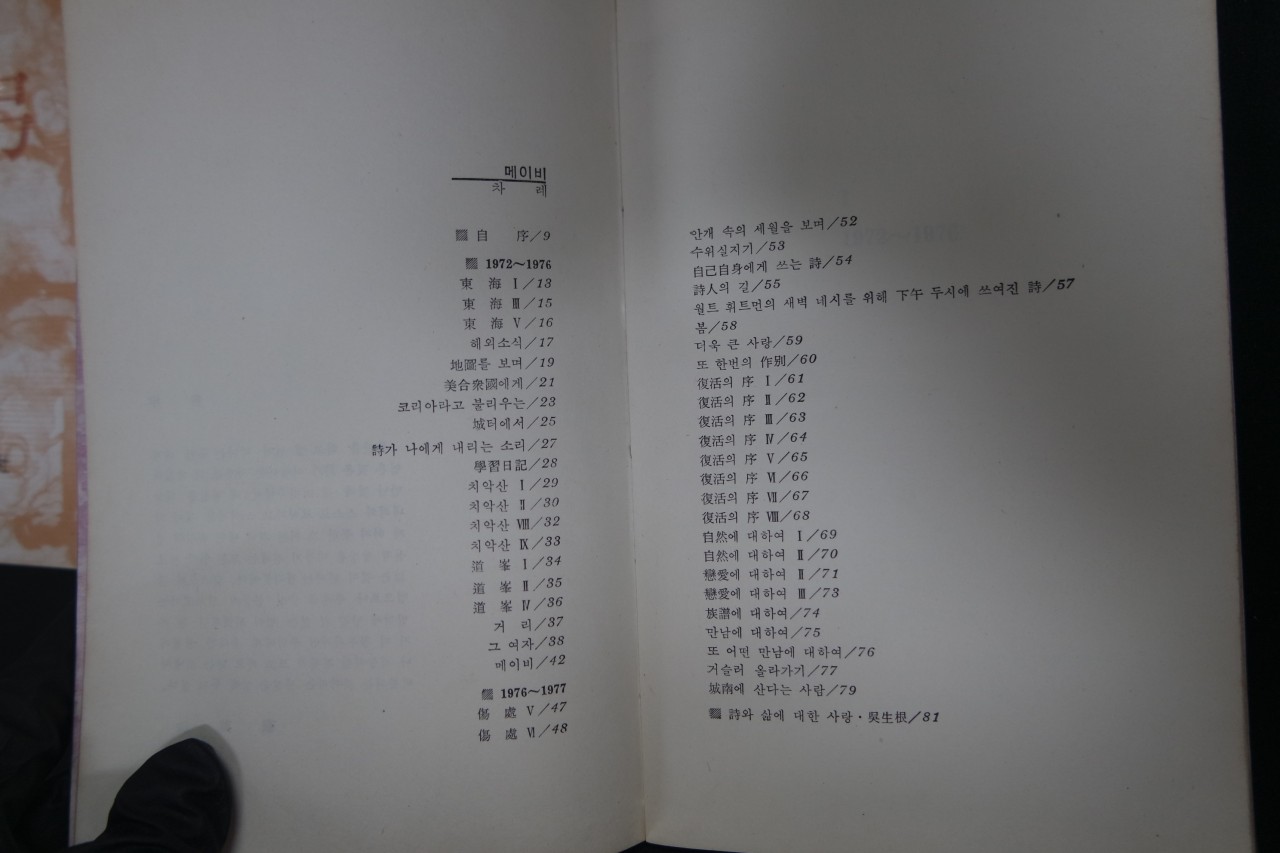 메이비
차 례
▨ 自 序/9
▨ 1972~1976
東 海 Ⅰ/13
東 海 Ⅲ/15
東 海 Ⅴ/16
해외소식/17
地圖를 보며/19
美合衆國에게/21
코리아라고 불리우는/23
城터에서/25
詩가 나에게 내리는 소리/27
學習日記/28
치악산 Ⅰ/29
치악산 Ⅱ/30
치악산 Ⅷ/32
치악산 Ⅸ/33
道 峯 Ⅰ/34
道 峯 Ⅱ/35
道 峯 Ⅳ/36
거 리/37
그 여자/38
메이비/42
▨ 1976~1977
傷 處 Ⅴ/47
傷 處 Ⅵ/48
안개 속의 세월을 보며/52
수위실지기/53
自己自身에게 쓰는 詩/54
詩人의 길/55
월트 휘트먼의 새벽 네시를 위해 下午 두시에 쓰여진 詩/57
봄/58
더욱 큰 사랑/59
또 한번의 作別/60
復活의 序 Ⅰ/61
復活의 序 Ⅱ/62
復活의 序 Ⅲ/63
復活의 序 Ⅳ/64
復活의 序 Ⅴ/65
復活의 序 Ⅵ/66
復活의 序 Ⅶ/67
復活의 序 Ⅷ/68
自然에 대하여 Ⅰ/69
自然에 대하여 Ⅱ/70
戀愛에 대하여 Ⅱ/71
戀愛에 대하여 Ⅲ/73
族譜에 대하여/74
만남에 대하여/75
또 어떤 만남에 대하여/76
거슬러 올라가기/77
城南에 산다는 사람/79
▨ 詩와 삶에 대한 사랑·吳生根/81